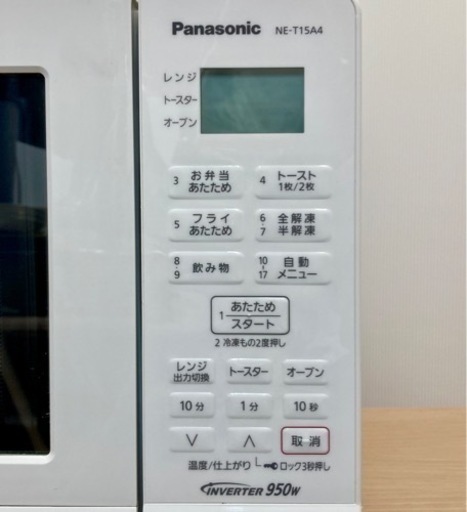 Panasonic NE-T15A4
レンジ
トースター
オーブン
3 お弁当 あたため
4 トースト 1枚/2枚
5 フライ あたため
6・7 全解凍 半解凍
8・9 飲み物
10・17 自動 メニュー
1 あたため スタート
2 冷凍もの2度押し
レンジ 出力切換
トースター
オーブン
10分 1分 10秒
∨ ∧ 取消
温度/仕上がり ロック3秒押し
INVERTER 950W